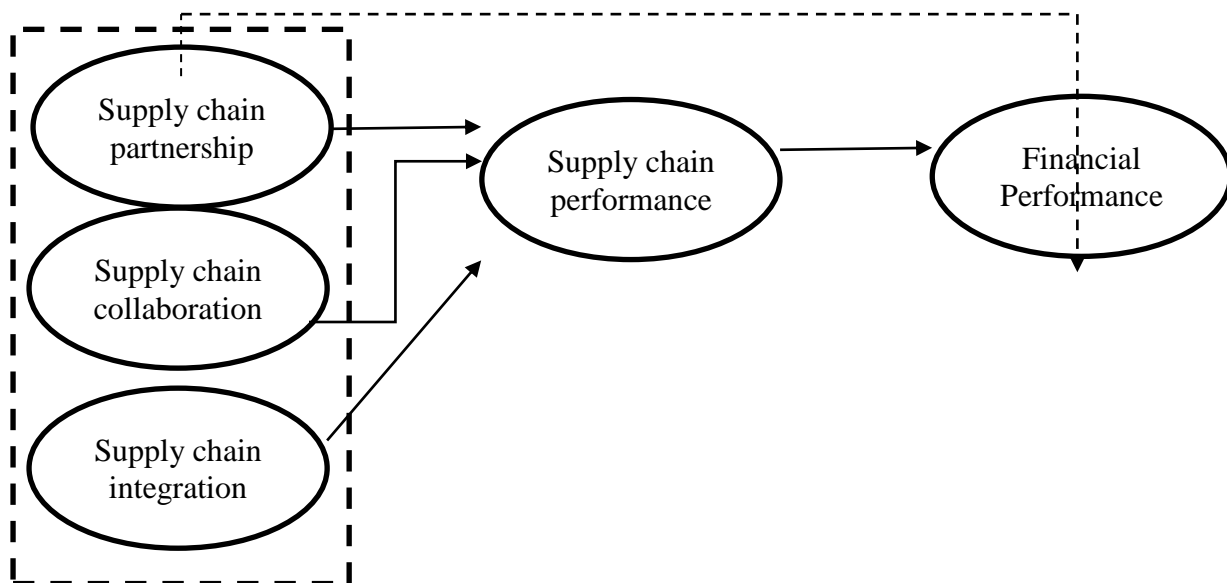 Supply chain
partnership
Supply chain
collaboration
Supply chain
integration
Supply chain
performance
Financial
Performance